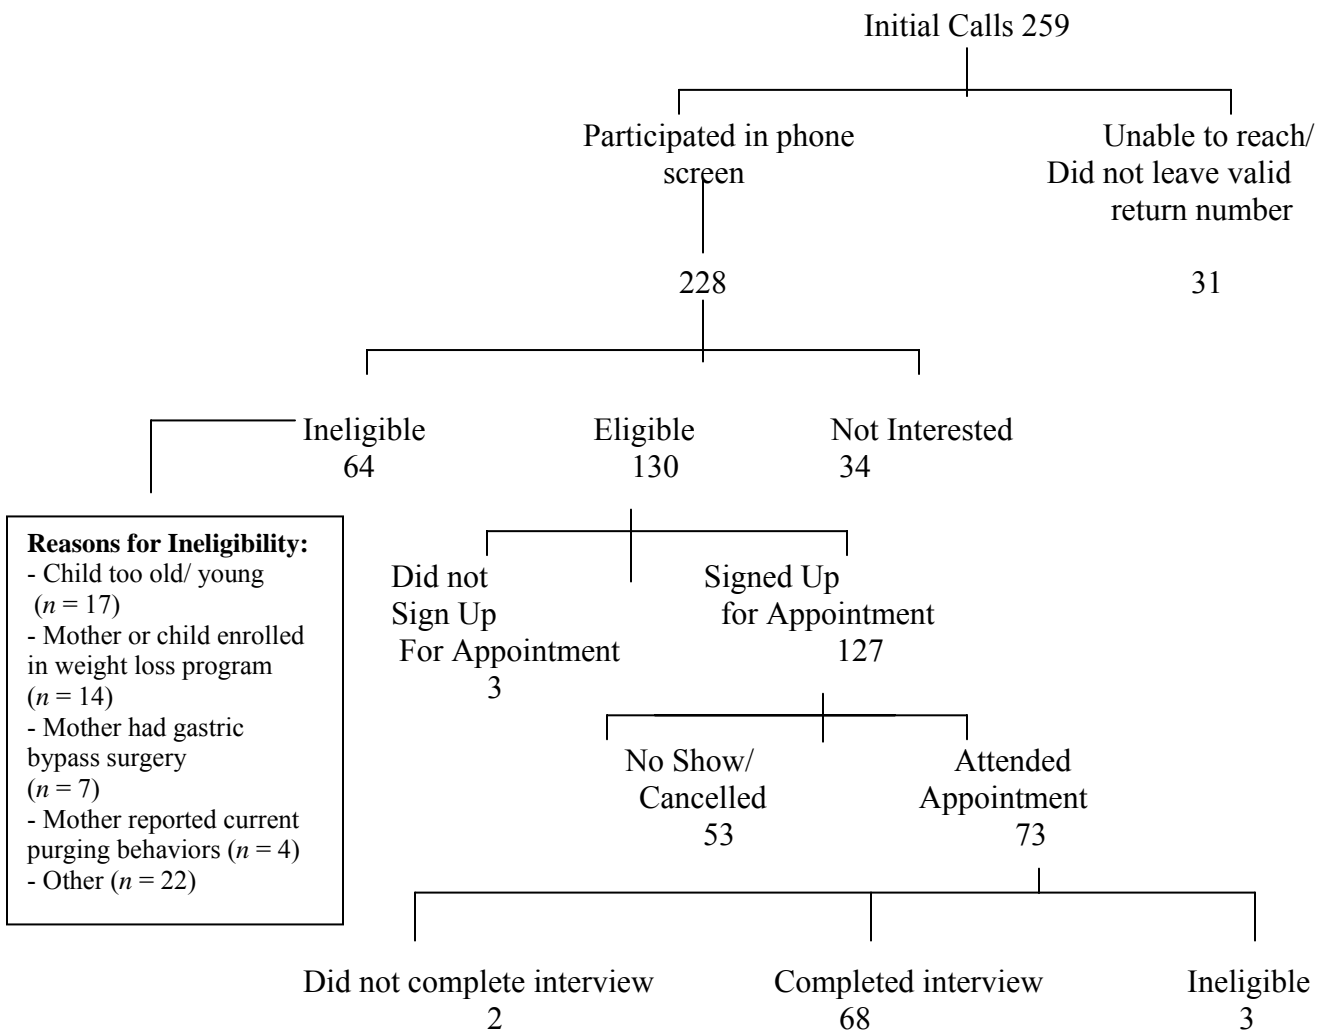 Initial Calls 259
Participated in phone
screen
Unable to reach/
Did not leave valid
return number
228
31
Ineligible
64
Eligible
130
Not Interested
34
Reasons for Ineligibility:
- Child too old/ young
(n = 17)
- Mother or child enrolled
in weight loss program
(n = 14)
- Mother had gastric
bypass surgery
(n = 7)
- Mother reported current
purging behaviors (n = 4)
- Other (n = 22)
Did not
Sign Up
For Appointment
3
Signed Up
for Appointment
127
No Show/
Cancelled
53
Attended
Appointment
73
Did not complete interview
2
Completed interview
68
Ineligible
3